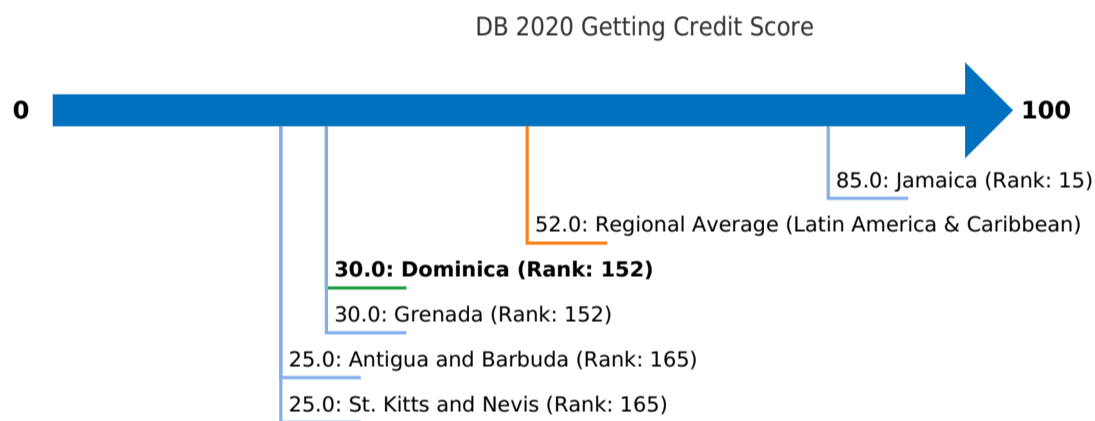 DB 2020 Getting Credit Score
0
100
85.0: Jamaica (Rank: 15)
52.0: Regional Average (Latin America & Caribbean)
30.0: Dominica (Rank: 152)
30.0: Grenada (Rank: 152)
25.0: Antigua and Barbuda (Rank: 165)
25.0: St. Kitts and Nevis (Rank: 165)